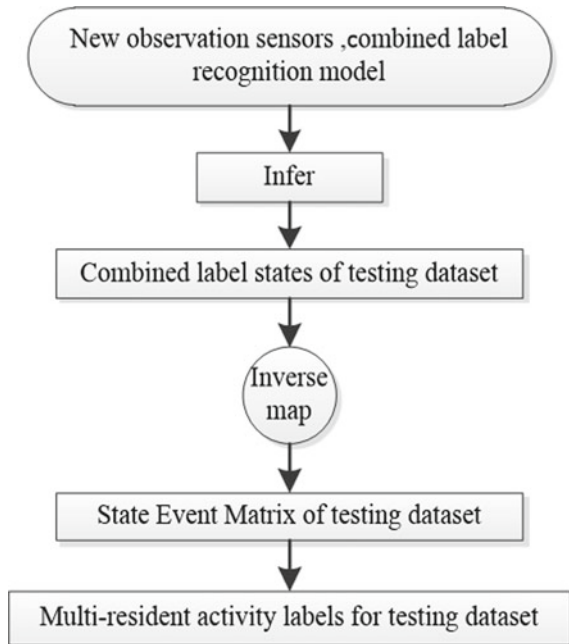 New observation sensors ,combined label
recognition model
Infer
Combined label states of testing dataset
Inverse
map
State Event Matrix of testing dataset
Multi-resident activity labels for testing dataset